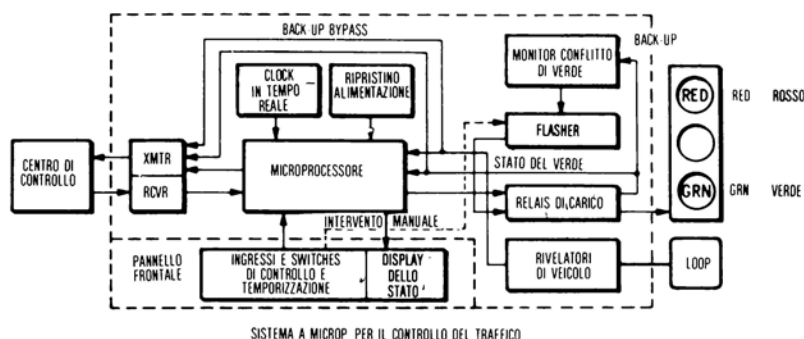 BACK-UP BYPASS
BACK-UP
CLOCK
IN TEMPO
REALE
RIPRISTINO
ALIMENTAZIONE
MONITOR CONFLITTO
DI VERDE
RED
RED ROSSO
FLASHER
CENTRO DI
CONTROLLO
XMTR
RCVR
MICROPROCESSORE
STATO DEL VERDE
RELAIS DI CARICO
GRN
GRN VERDE
INTERVENTO MANUALE
PANNELLO
FRONTALE
INGRESSI E SWITCHES
DI CONTROLLO E
TEMPORIZZAZIONE
DISPLAY
DELLO
STATO
RIVELATORI
DI VEICOLO
LOOP
SISTEMA A MICROP. PER IL CONTROLLO DEL TRAFFICO